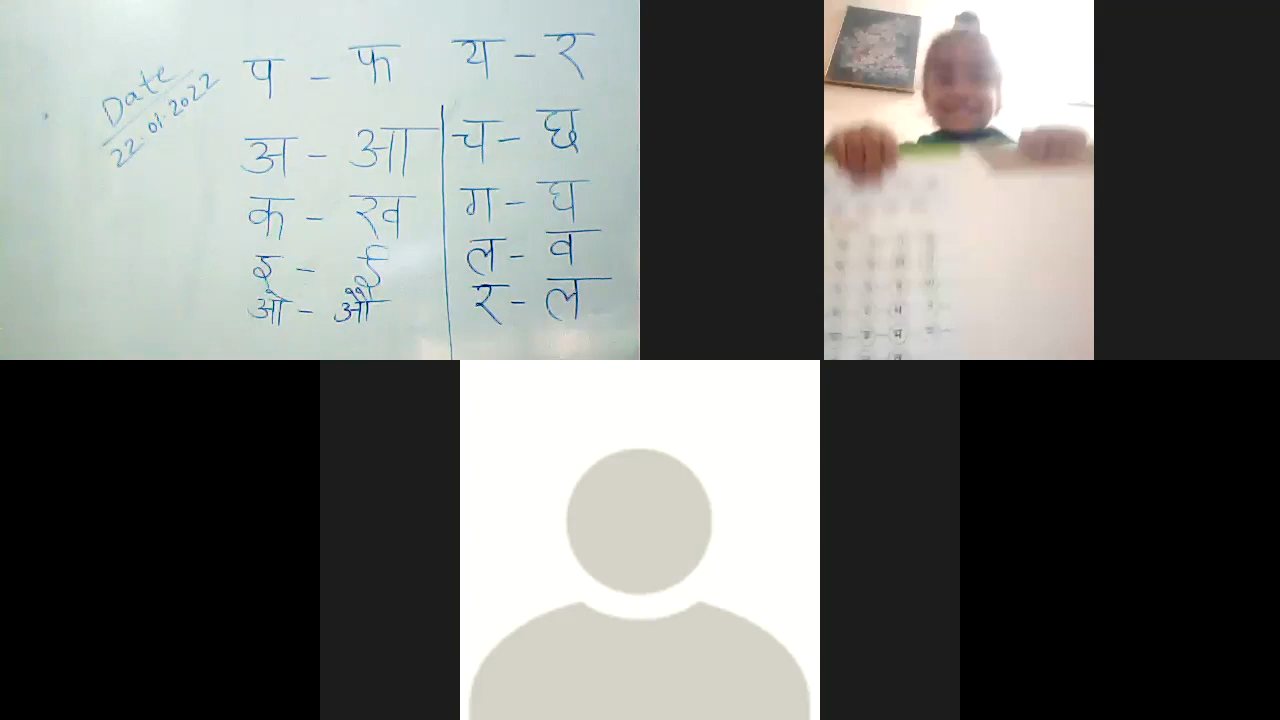 Date
22.01.2022
प - फ य - र
अ - आ च - छ
क - ख ग - घ
इ - ई ल - व
ओ - औ र - ल